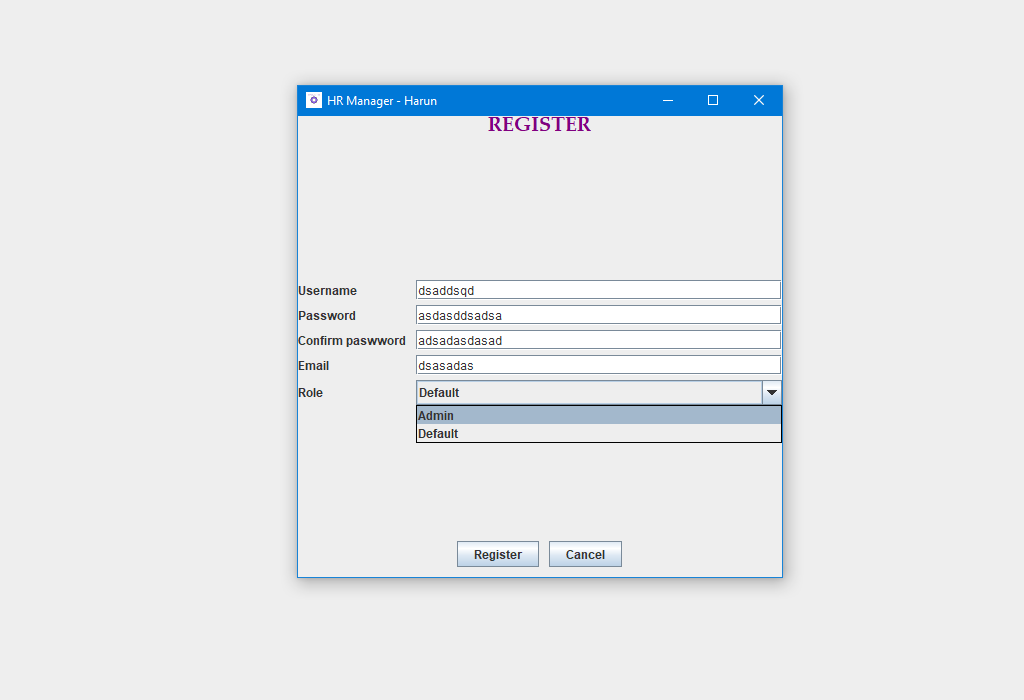 HR Manager - Harun
REGISTER
Username dsaddsqd
Password asdasddsadsa
Confirm paswword adsadasdasad
Email dsasadas
Role Default
Admin
Default
Register Cancel